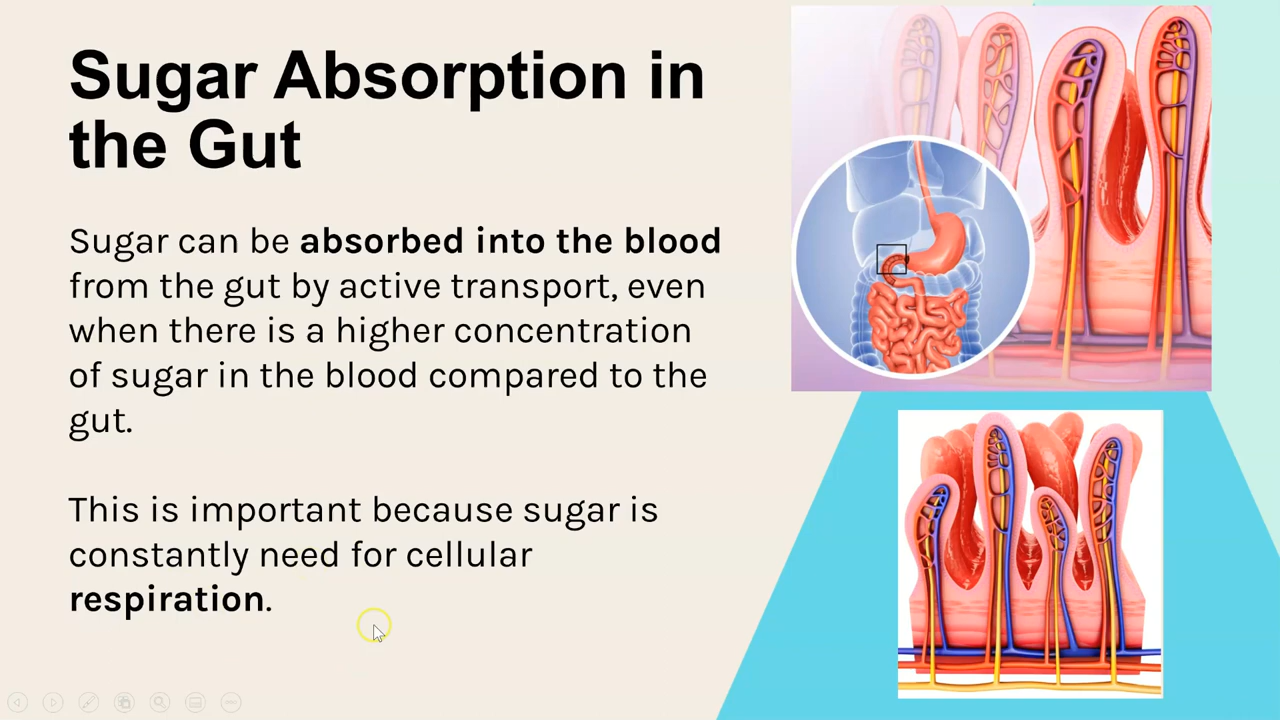 Sugar Absorption in
the Gut
Sugar can be absorbed into the blood
from the gut by active transport, even
when there is a higher concentration
of sugar in the blood compared to the
gut.
This is important because sugar is
constantly need for cellular
respiration.